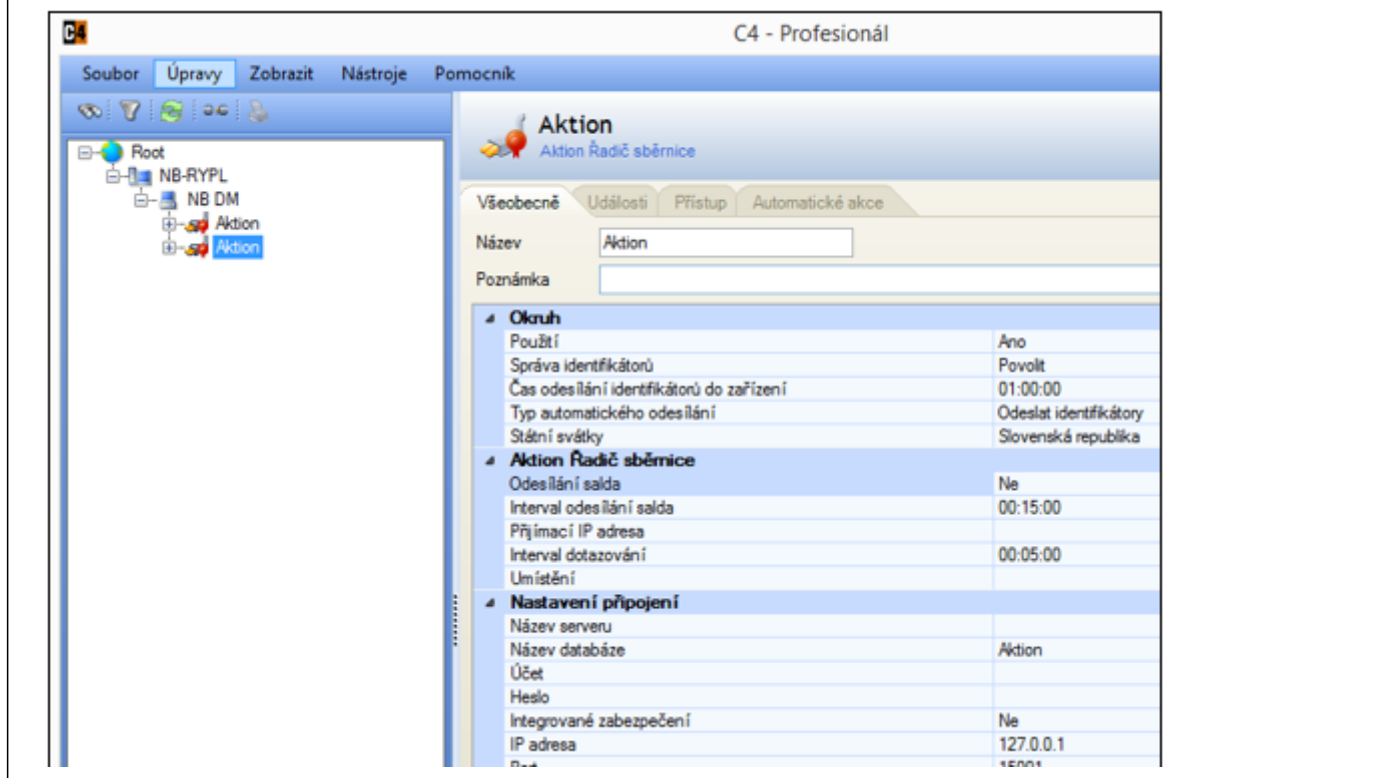 C4 C4 - Profesionál
Soubor Úpravy Zobrazit Nástroje Pomocník
Root
NB-RYPL
NB DM
Aktion
Aktion
Aktion
Aktion Řadič sběrnice
Všeobecně Události Přístup Automatické akce
Název Aktion
Poznámka
Okruh
Použití Ano
Správa identifikátorů Povolit
Čas odesílání identifikátorů do zařízení 01:00:00
Typ automatického odesílání Odeslat identifikátory
Státní svátky Slovenská republika
Aktion Řadič sběrnice
Odesílání salda Ne
Interval odesílání salda 00:15:00
Přijímací IP adresa
Interval dotazování 00:05:00
Umístění
Nastavení připojení
Název serveru
Název databáze Aktion
Účet
Heslo
Integrované zabezpečení Ne
IP adresa 127.0.0.1
Port 15001